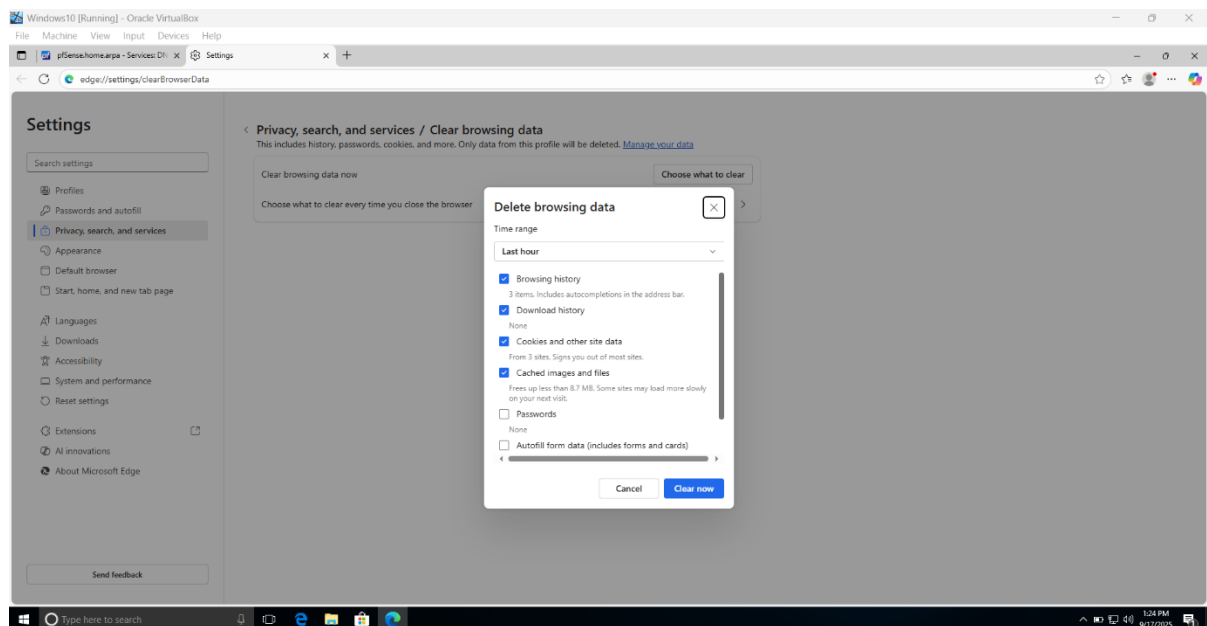 Windows10 [Running] - Oracle VirtualBox
File Machine View Input Devices Help
pfSense.home.arpa - Services: DN
Settings
edge://settings/clearBrowserData
Settings
Search settings
Profiles
Passwords and autofill
Privacy, search, and services
Appearance
Default browser
Start, home, and new tab page
Languages
Downloads
Accessibility
System and performance
Reset settings
Extensions
AI innovations
About Microsoft Edge
Send feedback
Privacy, search, and services / Clear browsing data
This includes history, passwords, cookies, and more. Only data from this profile will be deleted. Manage your data
Clear browsing data now
Choose what to clear
Choose what to clear every time you close the browser
Delete browsing data
Time range
Last hour
Browsing history
3 items. Includes autocompletions in the address bar.
Download history
None
Cookies and other site data
From 3 sites. Signs you out of most sites.
Cached images and files
Frees up less than 8.7 MB. Some sites may load more slowly
on your next visit.
Passwords
None
Autofill form data (includes forms and cards)
Cancel
Clear now
Type here to search
1:24 PM
9/17/2025